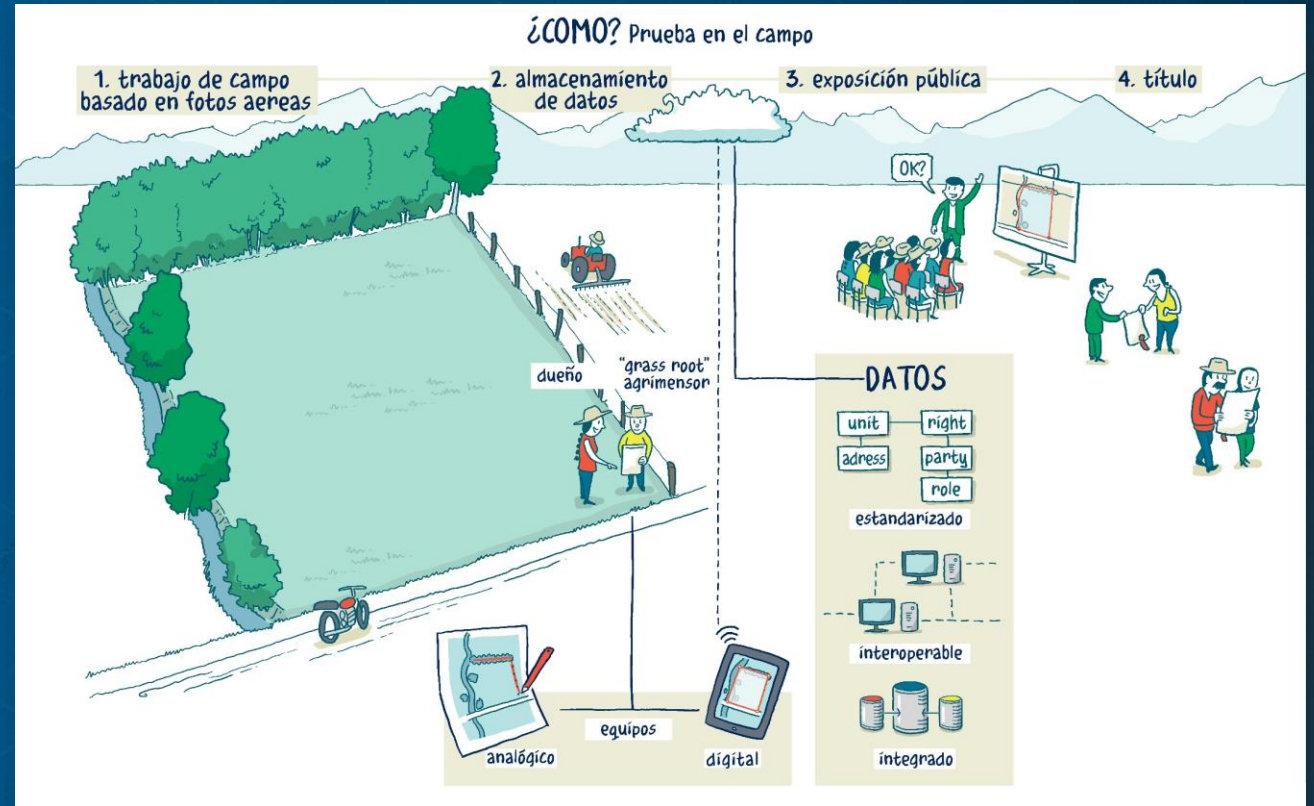 ¿COMO? Prueba en el campo
1. trabajo de campo
basado en fotos aereas
2. almacenamiento
de datos
3. exposición pública
4. título
OK?
dueño
"grass root"
agrimensor
DATOS
unit
right
adress
party
role
estandarizado
interoperable
integrado
equipos
analógico
digital